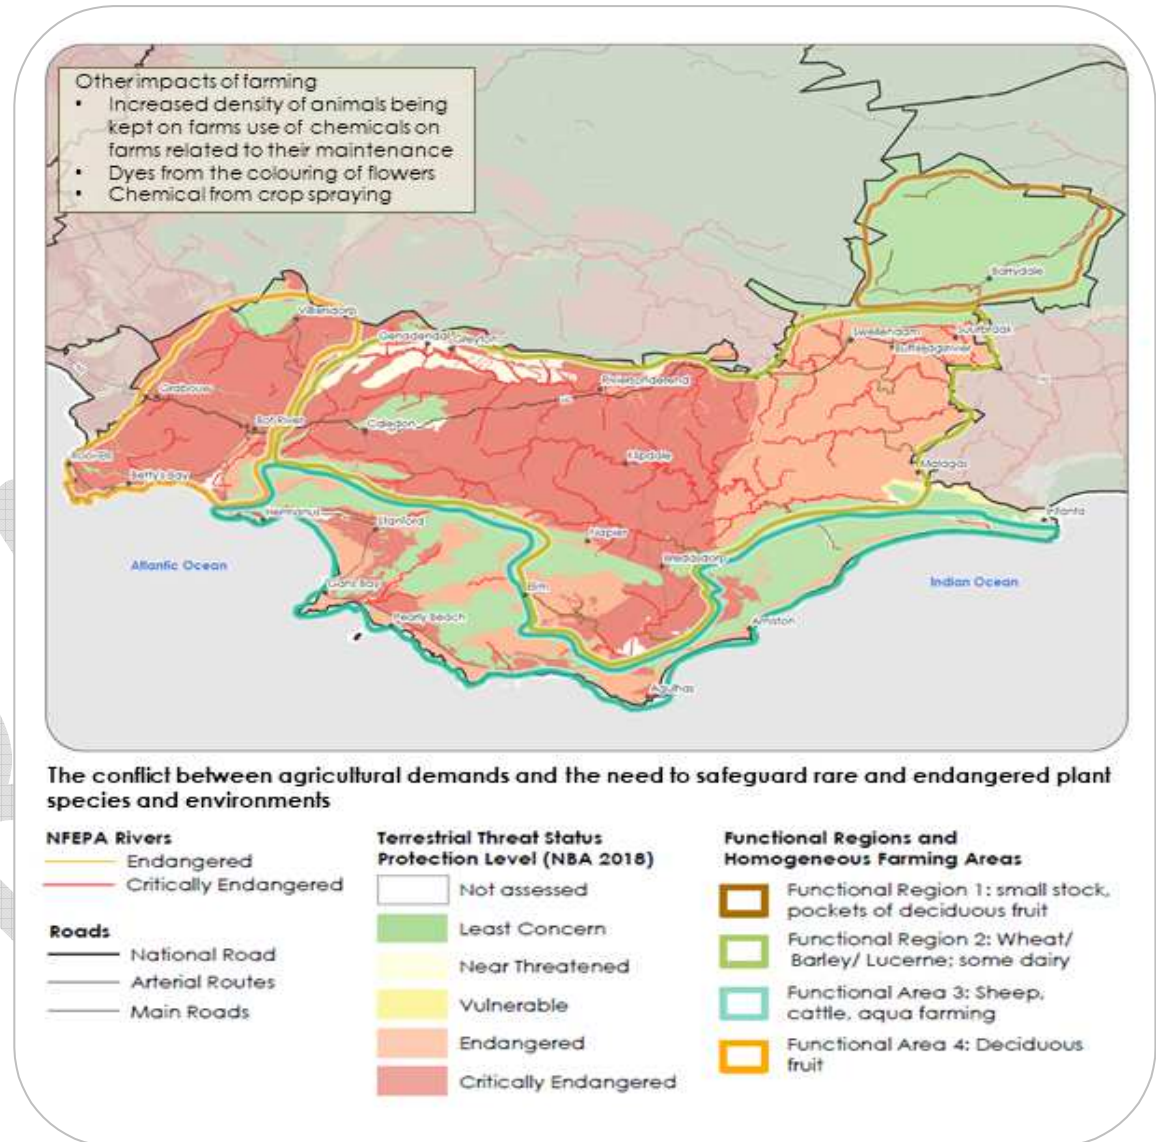 Other impacts of farming
• Increased density of animals being
kept on farms use of chemicals on
farms related to their maintenance
• Dyes from the colouring of flowers
• Chemical from crop spraying
Barrydale
Villiersdorp
Swellendam
Suurbraak
Buffeljagsrivier
Genadendal
Greyton
Riviersonderend
Grabouw
Bot River
Caledon
Klipdale
Rooiels
Betty's Bay
Malagas
Hermanus
Stanford
Infanta
Napier
Bredasdorp
Atlantic Ocean
Indian Ocean
Gans Bay
Elim
Pearly Beach
Arniston
Agulhas
The conflict between agricultural demands and the need to safeguard rare and endangered plant
species and environments
NFEPA Rivers
Endangered
Critically Endangered
Roads
National Road
Arterial Routes
Main Roads
Terrestrial Threat Status
Protection Level (NBA 2018)
Not assessed
Least Concern
Near Threatened
Vulnerable
Endangered
Critically Endangered
Functional Regions and
Homogeneous Farming Areas
Functional Region 1: small stock,
pockets of deciduous fruit
Functional Region 2: Wheat/
Barley/ Lucerne; some dairy
Functional Area 3: Sheep,
cattle, aqua farming
Functional Area 4: Deciduous
fruit